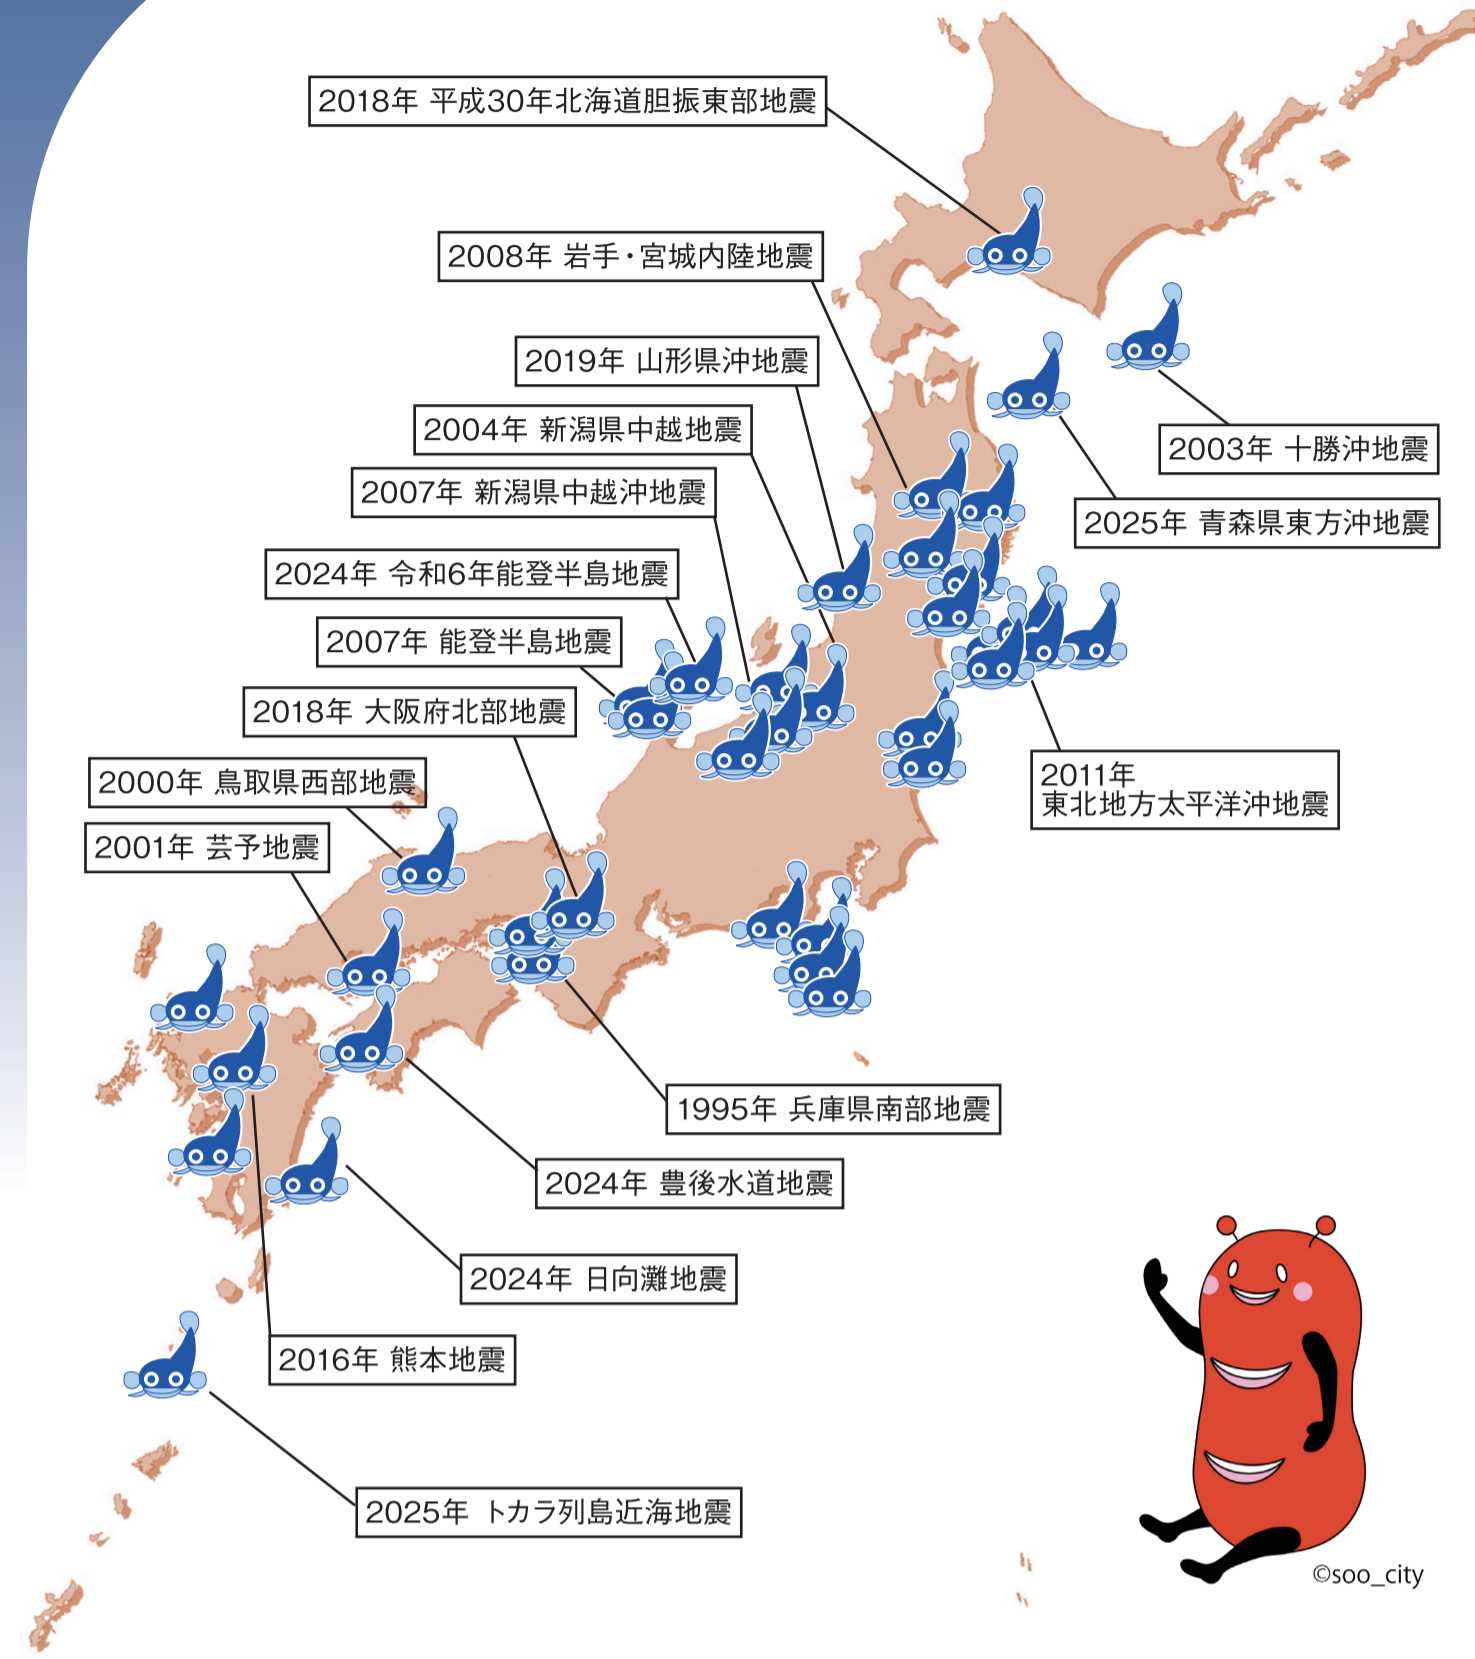 2018年 平成30年北海道胆振東部地震
2008年 岩手・宮城内陸地震
2019年 山形県沖地震
2004年 新潟県中越地震
2003年 十勝沖地震
2007年 新潟県中越沖地震
2025年 青森県東方沖地震
2024年 令和6年能登半島地震
2007年 能登半島地震
2018年 大阪府北部地震
2000年 鳥取県西部地震
2011年
東北地方太平洋沖地震
2001年 芸予地震
1995年 兵庫県南部地震
2024年 豊後水道地震
2024年 日向灘地震
2016年 熊本地震
2025年 トカラ列島近海地震
©soo_city